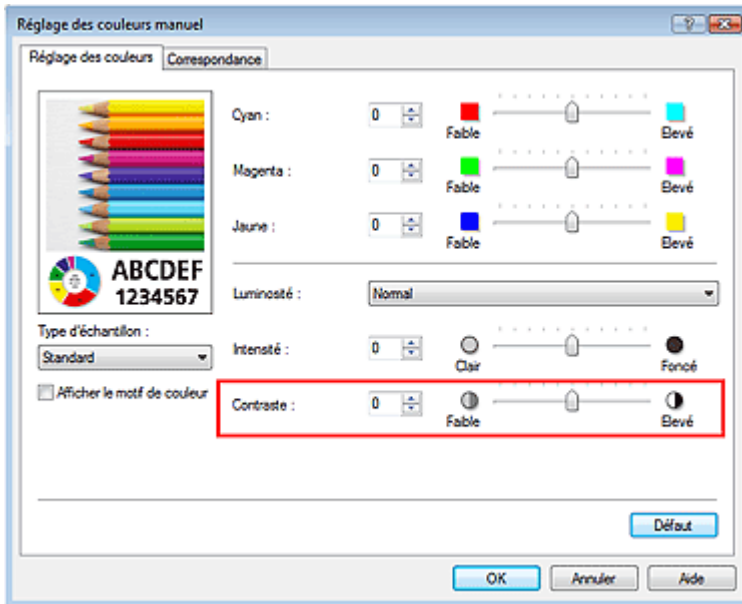 Réglage des couleurs manuel
Réglage des couleurs Correspondance
ABCDEF
1234567
Type d'échantillon :
Standard
Afficher le motif de couleur
Cyan : 0 Faible Elevé
Magenta : 0 Faible Elevé
Jaune : 0 Faible Elevé
Luminosité : Normal
Intensité : 0 Clair Foncé
Contraste : 0 Faible Elevé
Défaut
OK Annuler Aide